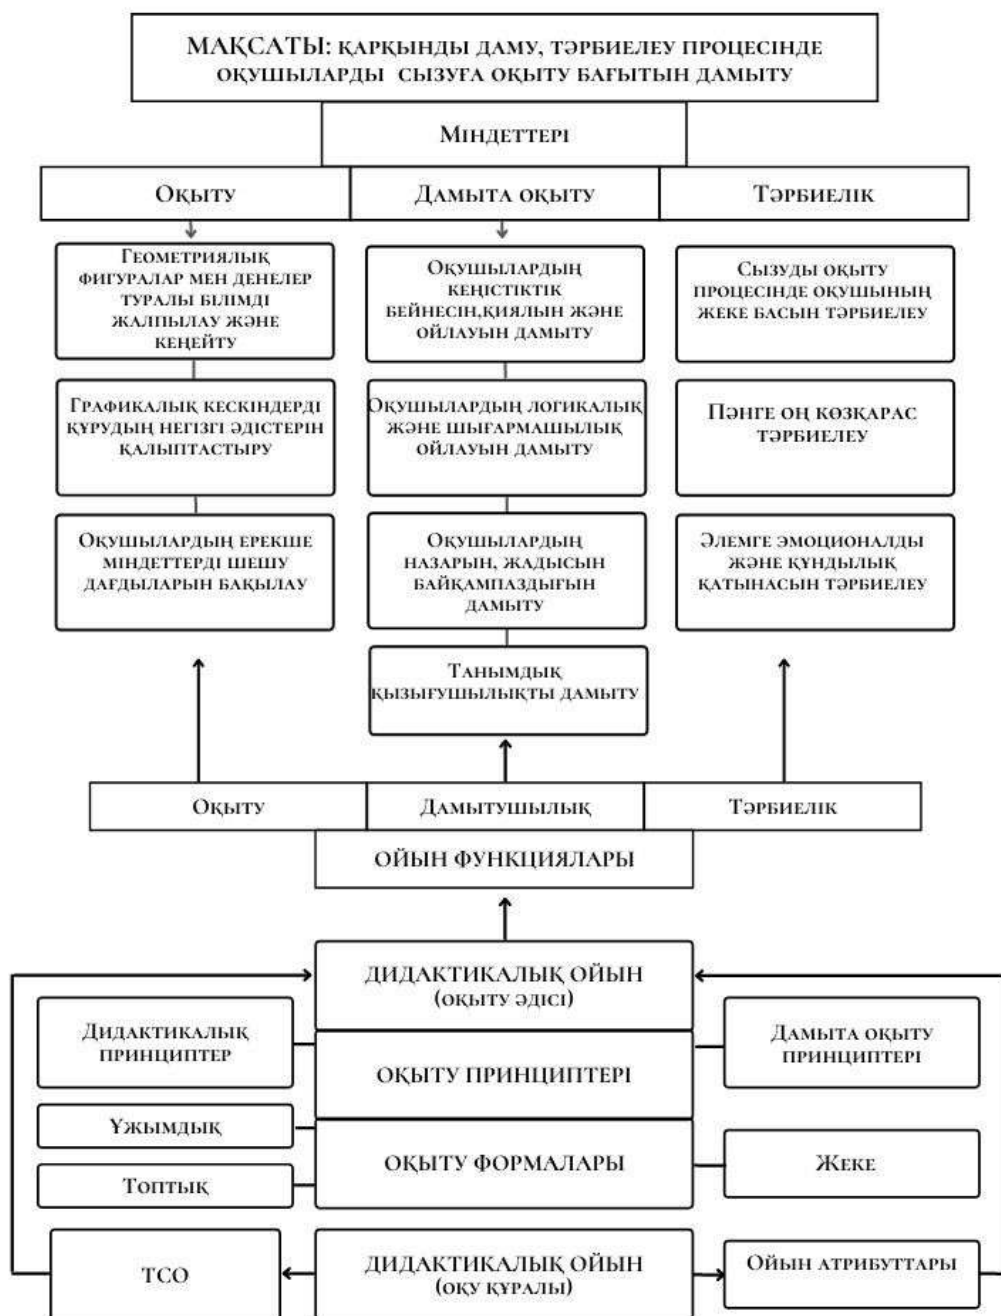 МАҚСАТЫ: ҚАРҚЫНДЫ ДАМУ, ТӘРБИЕЛЕУ ПРОЦЕСІНДЕ
ОҚУШЫЛАРДЫ СЫЗУҒА ОҚЫТУ БАҒЫТЫН ДАМЫТУ
Міндеттері
Оқыту
Дамыта оқыту
Тәрбиелік
Геометриялық
фигуралар мен денелер
туралы білімді
жалпылау және
кеңейту
Оқушылардың
кеңістіктік
бейнесін,қиялын және
ойлауын дамыту
Сызуды оқыту
процесінде оқушының
жеке басын тәрбиелеу
Графикалық кескіндерді
құрудың негізгі әдістерін
қалыптастыру
Оқушылардың логикалық
және шығармашылық
ойлауын дамыту
Пәнге оң көзқарас
тәрбиелеу
Оқушылардың ерекше
міндеттерді шешу
дағдыларын бақылау
Оқушылардың
назарын, жадысын
байқампаздығын
дамыту
Әлемге эмоционалды
және құндылық
қатынасын тәрбиелеу
Танымдық
қызығушылықты дамыту
Оқыту
Дамытушылық
Тәрбиелік
ОЙЫН ФУНКЦИЯЛАРЫ
ДИДАКТИКАЛЫҚ ОЙЫН
(оқыту әдісі)
Дидактикалық
принциптер
Дамыта оқыту
принциптері
ОҚЫТУ ПРИНЦИПТЕРІ
Ұжымдық
ОҚЫТУ ФОРМАЛАРЫ
Жеке
Топтық
ТСО
ДИДАКТИКАЛЫҚ ОЙЫН
(оқу құралы)
Ойын атрибуттары